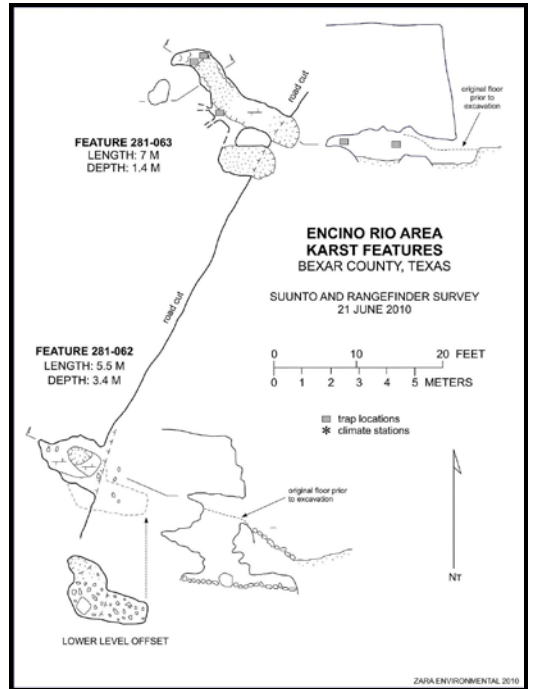 road cut
original floor
prior to
excavation
FEATURE 281-063
LENGTH: 7 M
DEPTH: 1.4 M
ENCINO RIO AREA
KARST FEATURES
BEXAR COUNTY, TEXAS
SUUNTO AND RANGEFINDER SURVEY
21 JUNE 2010
road cut
FEATURE 281-062
LENGTH: 5.5 M
DEPTH: 3.4 M
0 10 20 FEET
0 1 2 3 4 5 METERS
trap locations
* climate stations
original floor prior
to excavation
NT
LOWER LEVEL OFFSET
ZARA ENVIRONMENTAL 2010